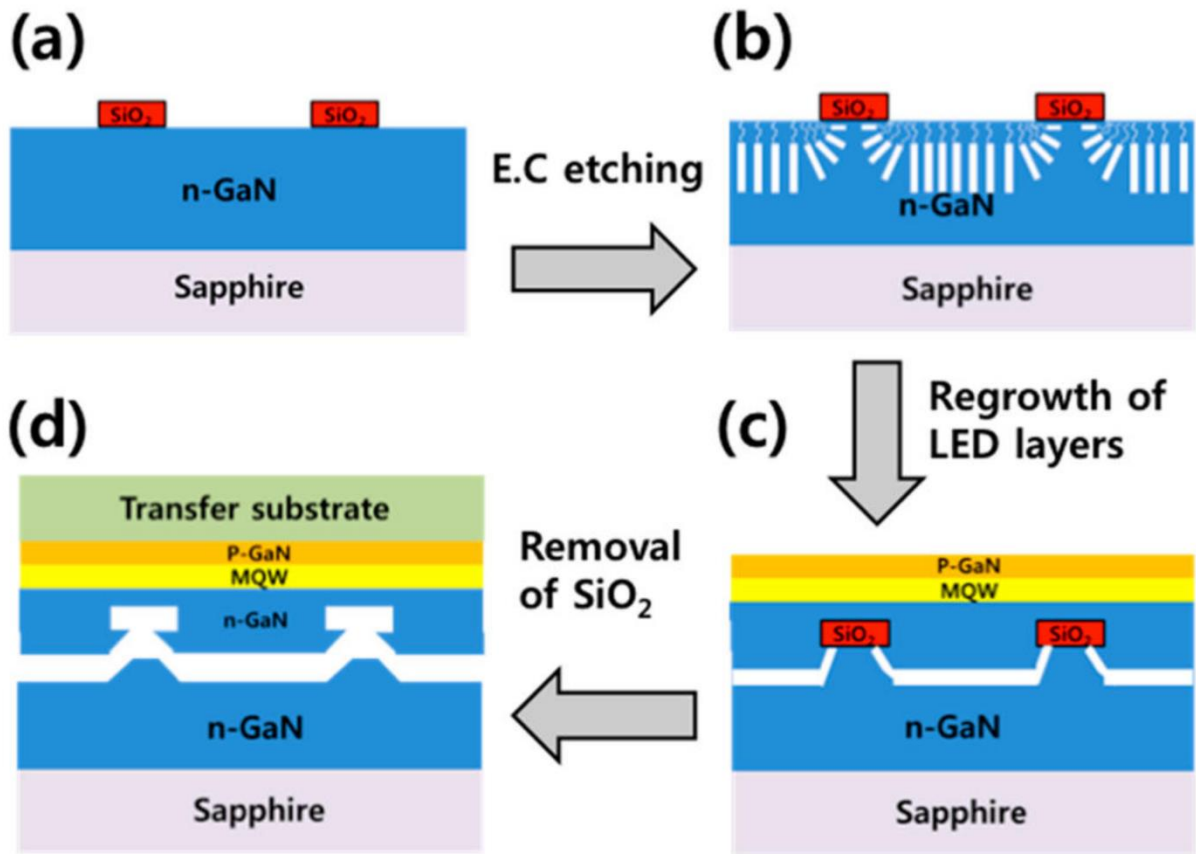 (a)
SiO₂
SiO₂
n-GaN
Sapphire
E.C etching
(b)
SiO₂
SiO₂
n-GaN
Sapphire
Regrowth of
LED layers
(c)
P-GaN
MQW
SiO₂
SiO₂
n-GaN
Sapphire
Removal
of SiO₂
(d)
Transfer substrate
P-GaN
MQW
n-GaN
n-GaN
Sapphire